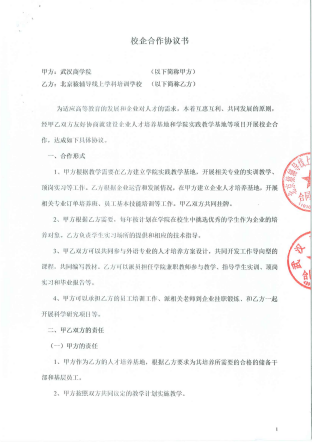 校企合作协议书
甲方：武汉商学院 （以下简称甲方）
乙方：北京猿辅导线上学科培训学校 （以下简称乙方）
为适应高等教育的发展和企业对人才的需求，本着互惠互利、共同发展的原则，
经甲乙双方友好协商就建设企业人才培养基地和学院实践教学基地等项目开展校企合
作，达成如下具体协议。
一、合作形式
1、甲方根据教学需要在乙方建立学院实践教学基地，开展相关专业的实训教学、
顶岗实习等工作，乙方根据企业运营和发展情况，在甲方建立企业人才培养基地，开展
相关专业订单培养班、员工基本技能培训等工作，甲乙双方共同挂牌。
2、甲方根据乙方需要，每年按计划在学院在校生中挑选优秀的学生作为企业的培
养对象，乙方负责学生实习场所的提供和相应的技术指导。
3、甲乙双方可以共同参与外语专业的人才培养方案设计，共同开发工作导向型的
课程，共同编写教材。乙方可以派员担任学院兼职教师参与教学、指导学生实训、顶岗
实习和毕业报告等。
4、甲方可以承担乙方的员工培训工作，派相关老师到企业挂职锻炼，和乙方一起
开展科学研究项目等。
二、甲乙双方的责任
（一）甲方的责任
1、甲方作为乙方的人才培养基地，根据乙方要求为其培养所需要的合格的储备干
部和基层员工。
2、甲方按照双方共同议定的教学计划实施教学。
1